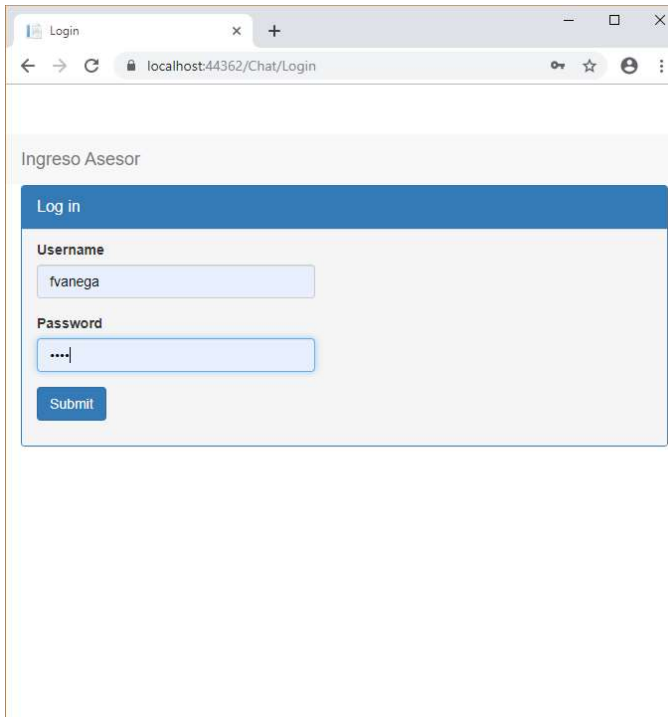 Login
localhost:44362/Chat/Login
Ingreso Asesor
Log in
Username
fvanega
Password
••••
Submit